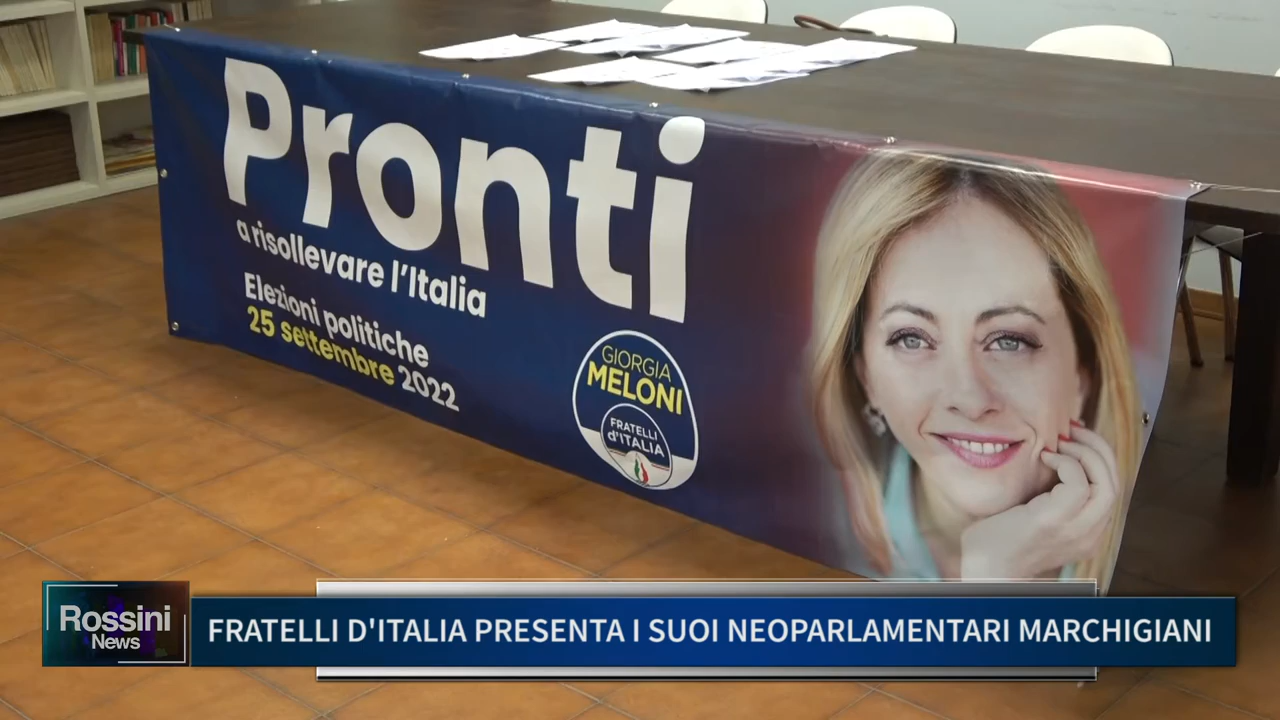 Pronti
a risollevare l'Italia
Elezioni politiche
25 settembre 2022
GIORGIA
MELONI
FRATELLI
d'ITALIA
Rossini
News
FRATELLI D'ITALIA PRESENTA I SUOI NEOPARLAMENTARI MARCHIGIANI